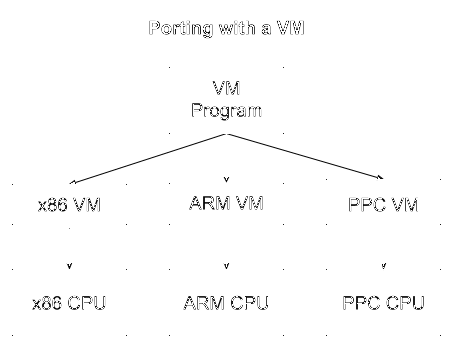 Porting with a VM
VM
Program
x86 VM
ARM VM
PPC VM
x86 CPU
ARM CPU
PPC CPU